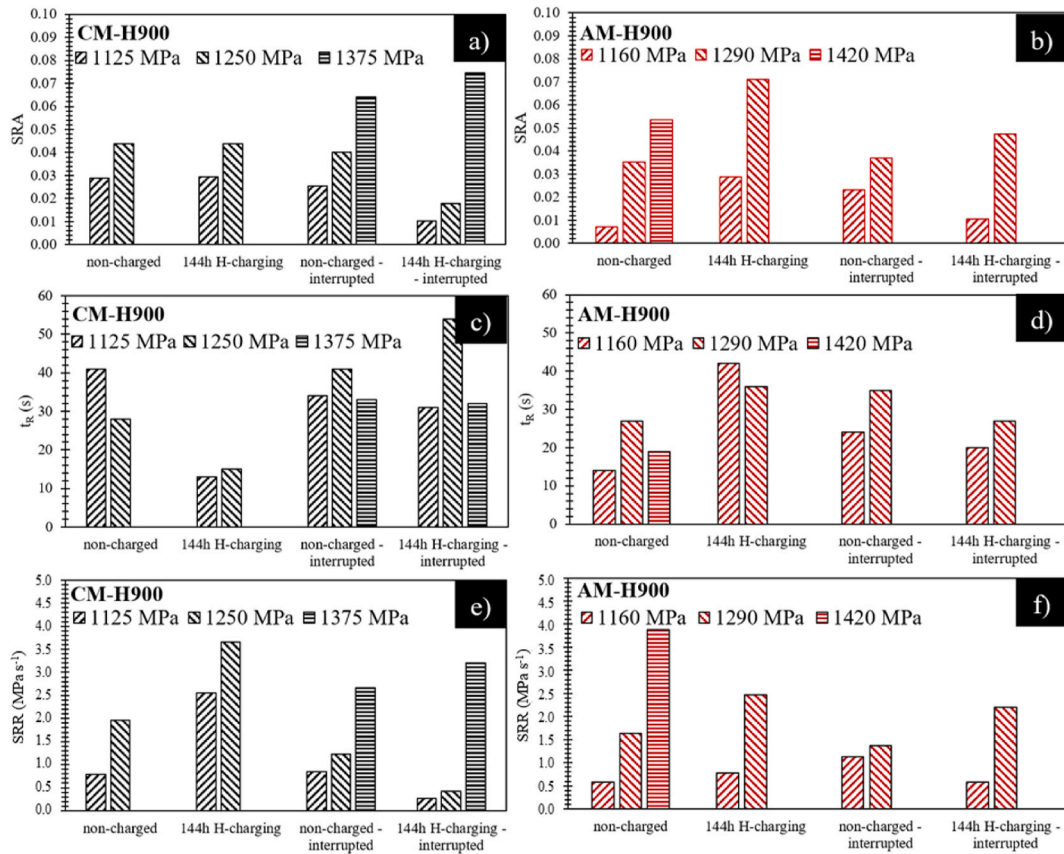 CM-H900
a)
1125 MPa 1250 MPa 1375 MPa
SRA
0.10
0.09
0.08
0.07
0.06
0.05
0.04
0.03
0.02
0.01
0.00
non-charged
144h H-charging
non-charged -
interrupted
144h H-charging
- interrupted
AM-H900
b)
1160 MPa 1290 MPa 1420 MPa
SRA
0.10
0.09
0.08
0.07
0.06
0.05
0.04
0.03
0.02
0.01
0.00
non-charged
144h H-charging
non-charged -
interrupted
144h H-charging -
interrupted
CM-H900
c)
1125 MPa 1250 MPa 1375 MPa
tR (s)
60
50
40
30
20
10
0
non-charged
144h H-charging
non-charged -
interrupted
144h H-charging -
interrupted
AM-H900
d)
1160 MPa 1290 MPa 1420 MPa
tR (s)
60
50
40
30
20
10
0
non-charged
144h H-charging
non-charged -
interrupted
144h H-charging -
interrupted
CM-H900
e)
1125 MPa 1250 MPa 1375 MPa
SRR (MPa s⁻¹)
5.0
4.5
4.0
3.5
3.0
2.5
2.0
1.5
1.0
0.5
0.0
non-charged
144h H-charging
non-charged -
interrupted
144h H-charging -
interrupted
AM-H900
f)
1160 MPa 1290 MPa 1420 MPa
SRR (MPa s⁻¹)
5.0
4.5
4.0
3.5
3.0
2.5
2.0
1.5
1.0
0.5
0.0
non-charged
144h H-charging
non-charged -
interrupted
144h H-charging -
interrupted